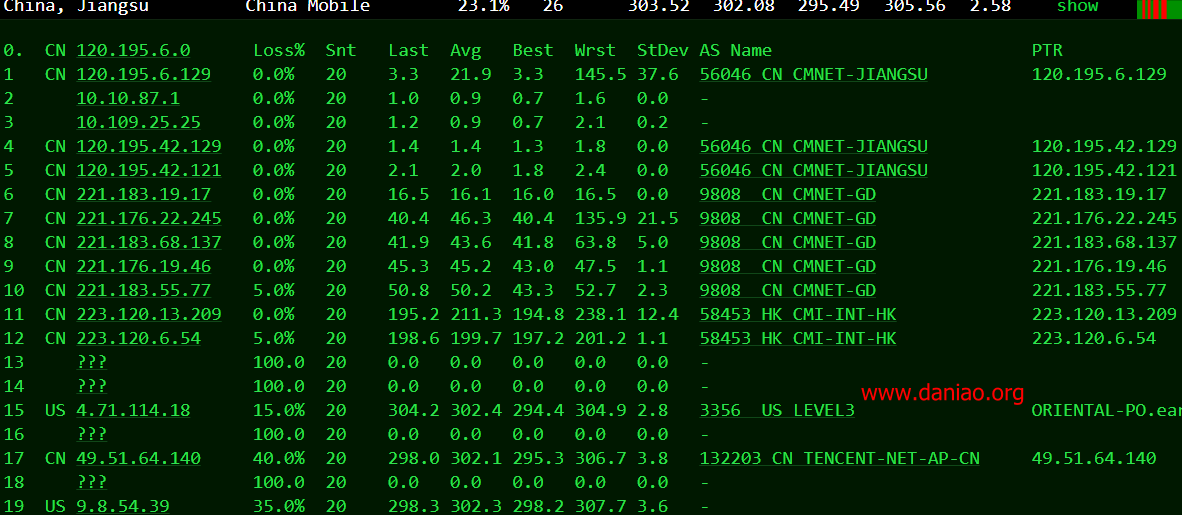 China, Jiangsu China Mobile 23.1% 26 303.52 302.08 295.49 305.56 2.58 show
0. CN 120.195.6.0 Loss% Snt Last Avg Best Wrst StDev AS Name PTR
1 CN 120.195.6.129 0.0% 20 3.3 21.9 3.3 145.5 37.6 56046 CN CMNET-JIANGSU 120.195.6.129
2 10.10.87.1 0.0% 20 1.0 0.9 0.7 1.6 0.0 -
3 10.109.25.25 0.0% 20 1.2 0.9 0.7 2.1 0.2 -
4 CN 120.195.42.129 0.0% 20 1.4 1.4 1.3 1.8 0.0 56046 CN CMNET-JIANGSU 120.195.42.129
5 CN 120.195.42.121 0.0% 20 2.1 2.0 1.8 2.4 0.0 56046 CN CMNET-JIANGSU 120.195.42.121
6 CN 221.183.19.17 0.0% 20 16.5 16.1 16.0 16.5 0.0 9808 CN CMNET-GD 221.183.19.17
7 CN 221.176.22.245 0.0% 20 40.4 46.3 40.4 135.9 21.5 9808 CN CMNET-GD 221.176.22.245
8 CN 221.183.68.137 0.0% 20 41.9 43.6 41.8 63.8 5.0 9808 CN CMNET-GD 221.183.68.137
9 CN 221.176.19.46 0.0% 20 45.3 45.2 43.0 47.5 1.1 9808 CN CMNET-GD 221.176.19.46
10 CN 221.183.55.77 5.0% 20 50.8 50.2 43.3 52.7 2.3 9808 CN CMNET-GD 221.183.55.77
11 CN 223.120.13.209 0.0% 20 195.2 211.3 194.8 238.1 12.4 58453 HK CMI-INT-HK 223.120.13.209
12 CN 223.120.6.54 5.0% 20 198.6 199.7 197.2 201.2 1.1 58453 HK CMI-INT-HK 223.120.6.54
13 ??? 100.0 20 0.0 0.0 0.0 0.0 0.0 -
14 ??? 100.0 20 0.0 0.0 0.0 0.0 0.0 -
www.daniao.org
15 US 4.71.114.18 15.0% 20 304.2 302.4 294.4 304.9 2.8 3356 US LEVEL3 ORIENTAL-PO.ear
16 ??? 100.0 20 0.0 0.0 0.0 0.0 0.0 -
17 CN 49.51.64.140 40.0% 20 298.0 302.1 295.3 306.7 3.8 132203 CN TENCENT-NET-AP-CN 49.51.64.140
18 ??? 100.0 20 0.0 0.0 0.0 0.0 0.0 -
19 US 9.8.54.39 35.0% 20 298.3 302.3 298.2 307.7 3.6 -